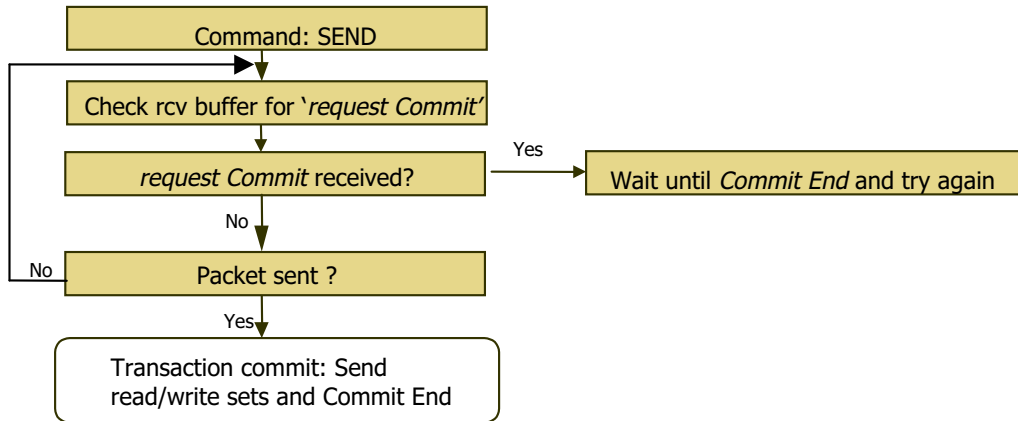 Command: SEND
Check rcv buffer for ‘request Commit’
request Commit received?
Yes
Wait until Commit End and try again
No
Packet sent ?
No
Yes
Transaction commit: Send
read/write sets and Commit End